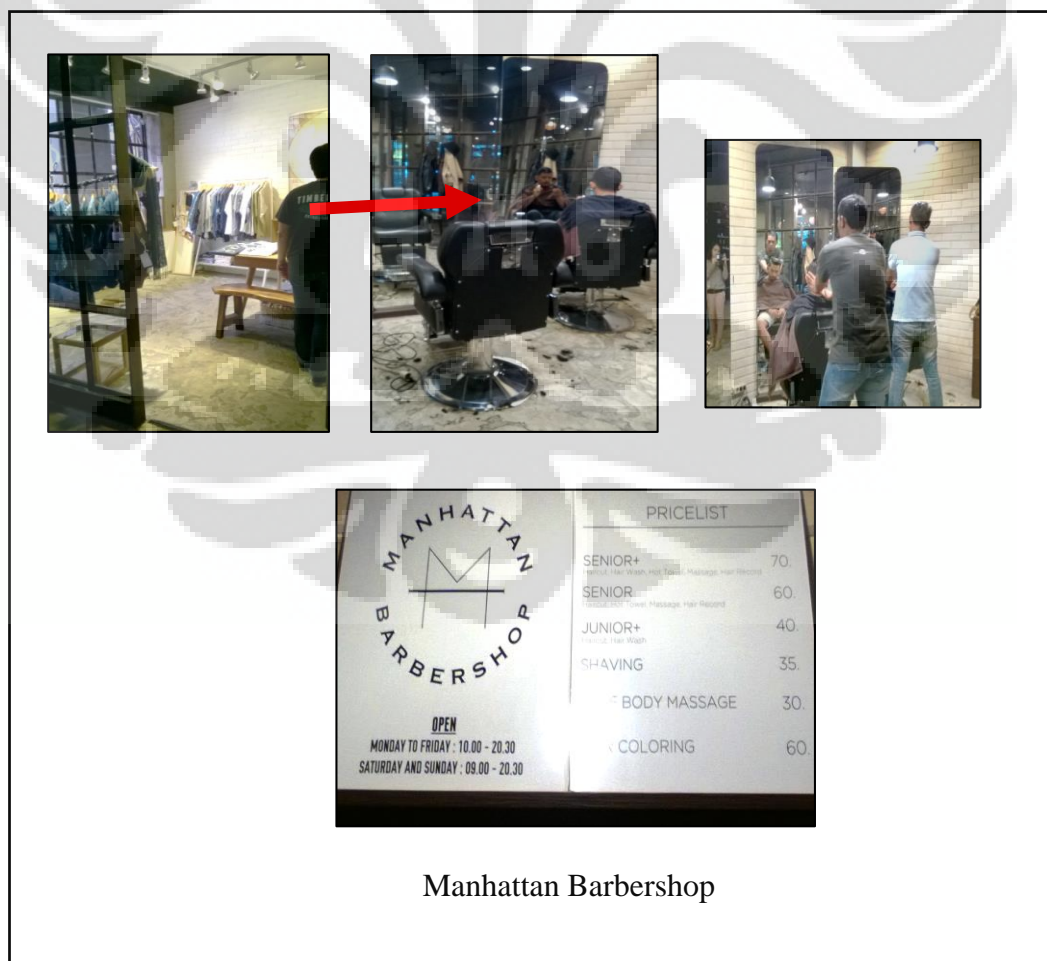 MANHATTAN BARBERSHOP
OPEN
MONDAY TO FRIDAY : 10.00 - 20.30
SATURDAY AND SUNDAY : 09.00 - 20.30
PRICELIST
SENIOR+ 70.
Haircut, Hair Wash, Hot Towel, Massage, Hair Record
SENIOR 60.
Haircut, Hot Towel, Massage, Hair Record
JUNIOR+ 40.
Haircut, Hair Wash
SHAVING 35.
BODY MASSAGE 30.
COLORING 60.
Manhattan Barbershop